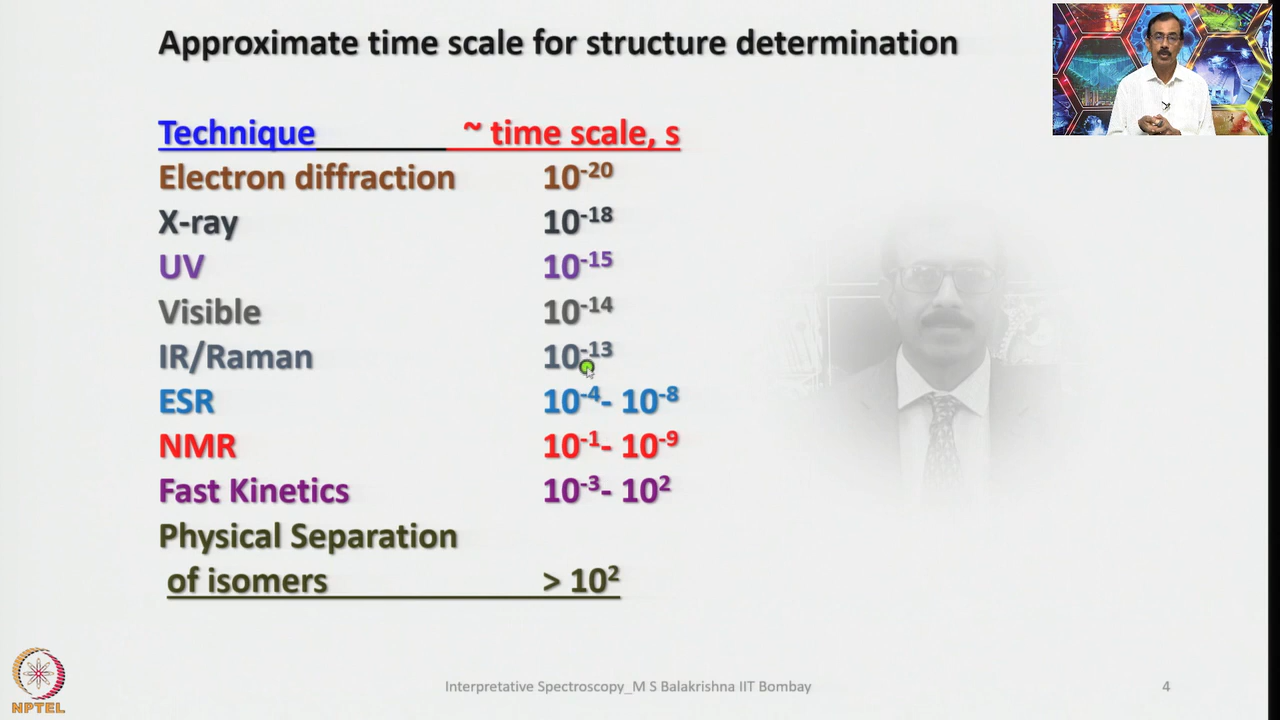 Approximate time scale for structure determination
Technique ~ time scale, s
Electron diffraction 10⁻²⁰
X-ray 10⁻¹⁸
UV 10⁻¹⁵
Visible 10⁻¹⁴
IR/Raman 10⁻¹³
ESR 10⁻⁴- 10⁻⁸
NMR 10⁻¹- 10⁻⁹
Fast Kinetics 10⁻³- 10²
Physical Separation
of isomers > 10²
Interpretative Spectroscopy_M S Balakrishna IIT Bombay 4
NPTEL